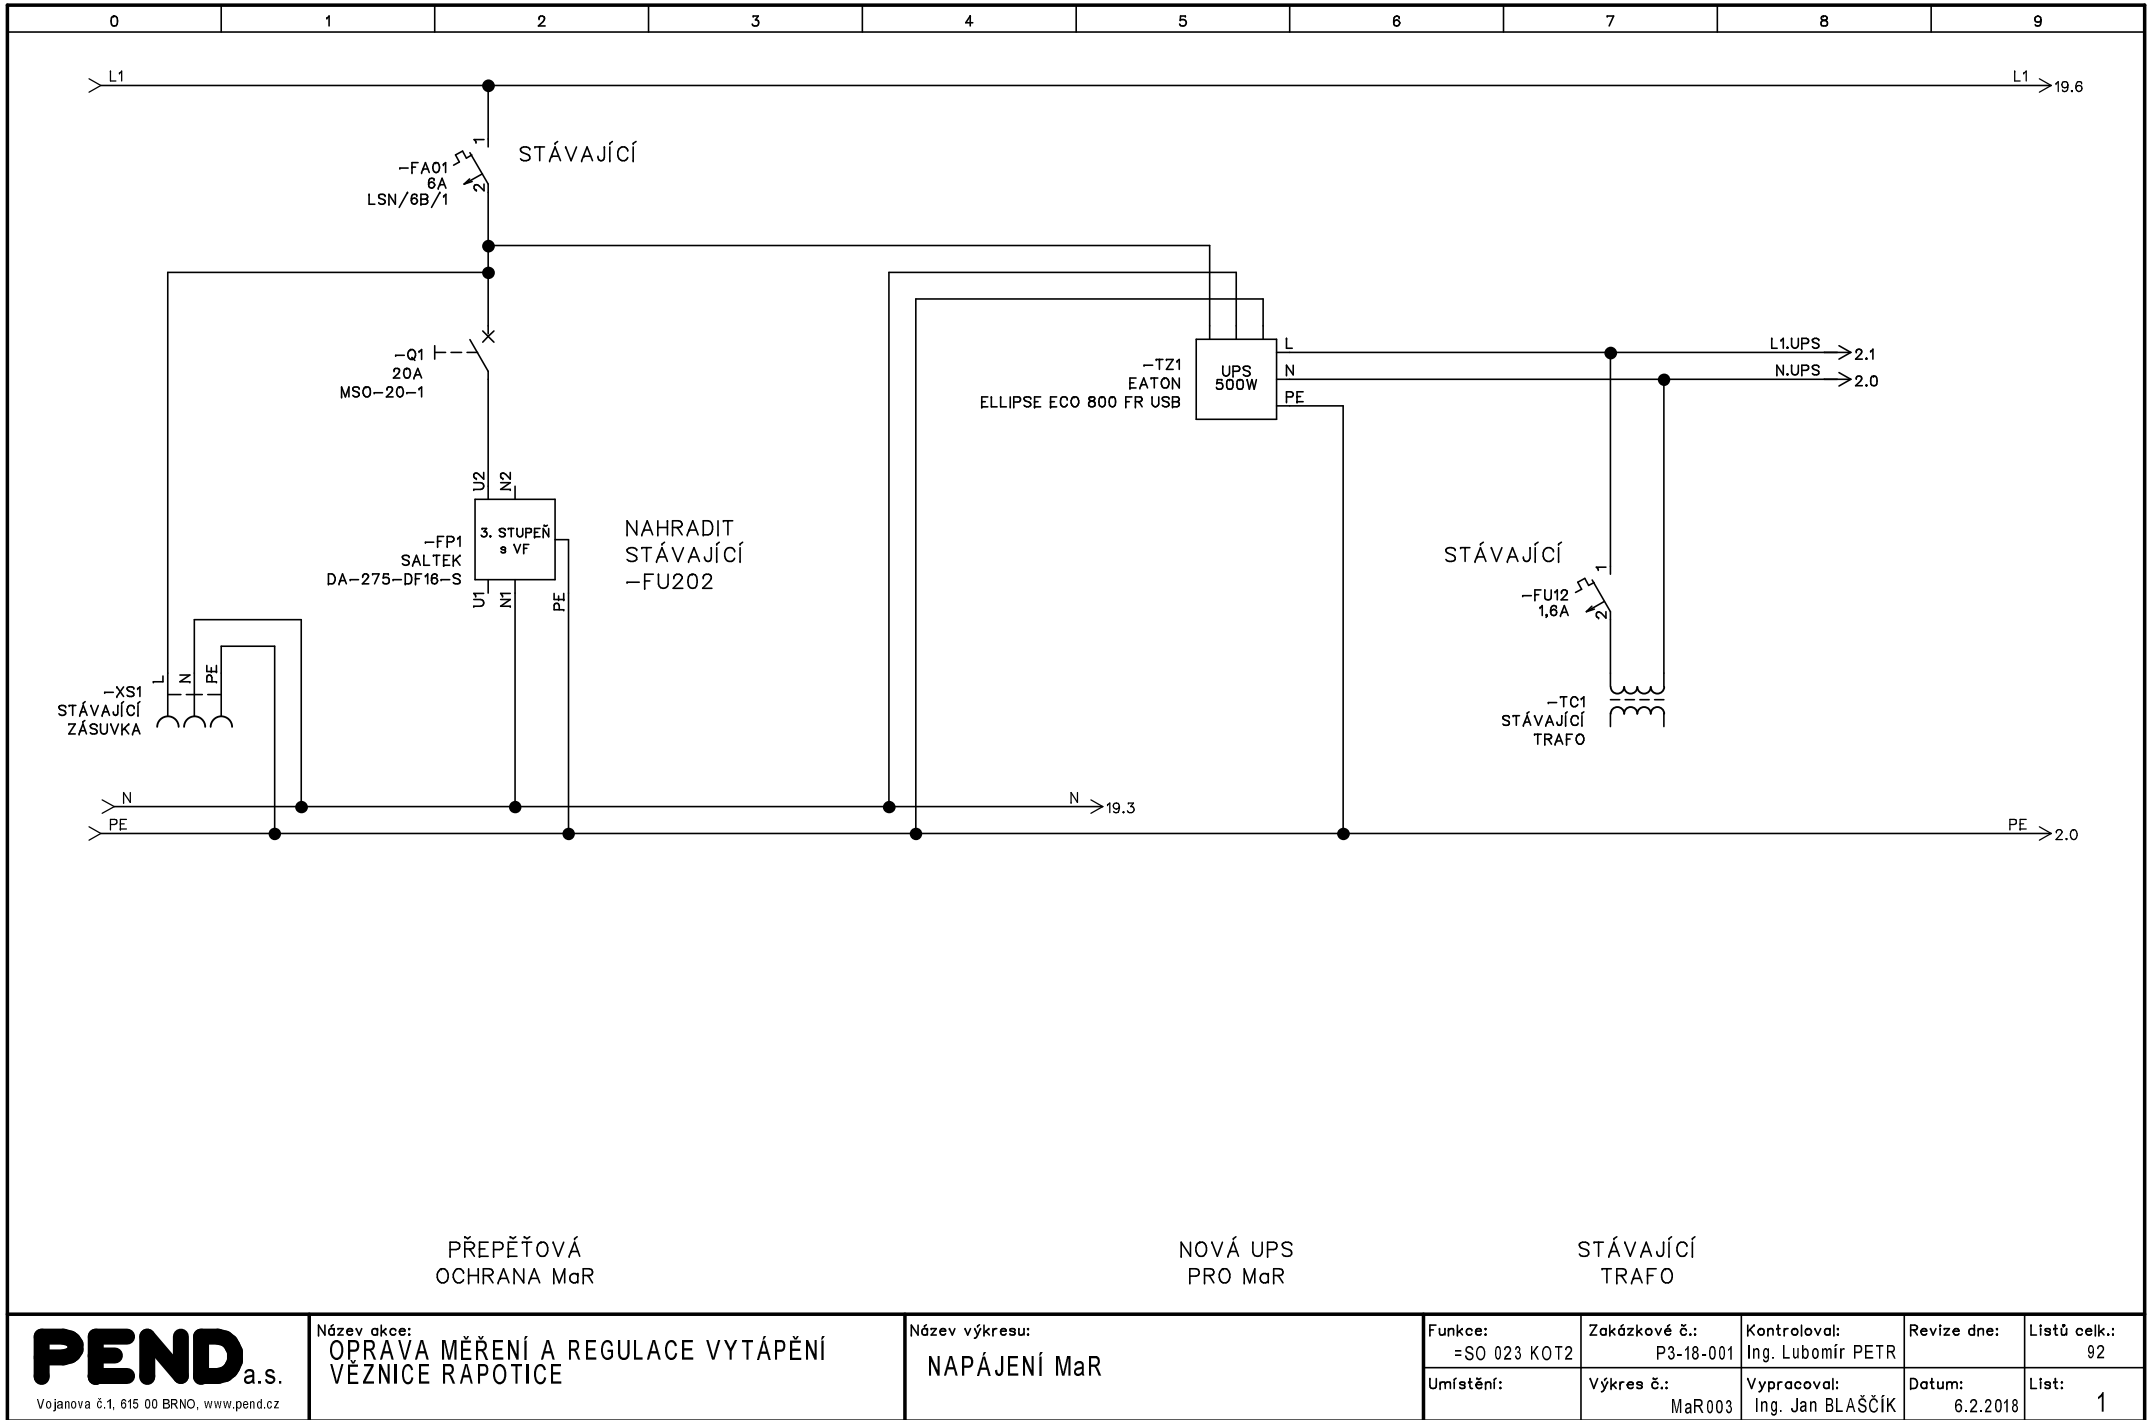 0 1 2 3 4 5 6 7 8 9
L1 L1 19.6
1
STÁVAJÍCÍ
-FA01
6A
LSN/6B/1
2
-Q1
20A
MSO-20-1
L
L1.UPS 2.1
-TZ1
EATON
ELLIPSE ECO 800 FR USB
UPS
500W
N
N.UPS 2.0
PE
U2 N2
3. STUPEŇ
s VF
-FP1
SALTEK
DA-275-DF16-S
U1 N1 PE
NAHRADIT
STÁVAJÍCÍ
-FU202
STÁVAJÍCÍ
1
-FU12
1,6A
2
L N PE
-XS1
STÁVAJÍCÍ
ZÁSUVKA
-TC1
STÁVAJÍCÍ
TRAFO
N N 19.3
PE PE 2.0
PŘEPĚŤOVÁ
OCHRANA MaR
NOVÁ UPS
PRO MaR
STÁVAJÍCÍ
TRAFO
PEND a.s.
Vojanova č.1, 615 00 BRNO, www.pend.cz
Název akce:
OPRAVA MĚŘENÍ A REGULACE VYTÁPĚNÍ
VĚZNICE RAPOTICE
Název výkresu:
NAPÁJENÍ MaR
Funkce:
=SO 023 KOT2
Umístění:
Zakázkové č.:
P3-18-001
Výkres č.:
MaR003
Kontroloval:
Ing. Lubomír PETR
Vypracoval:
Ing. Jan BLAŠČÍK
Revize dne:
Datum:
6.2.2018
Listů celk.:
92
List:
1